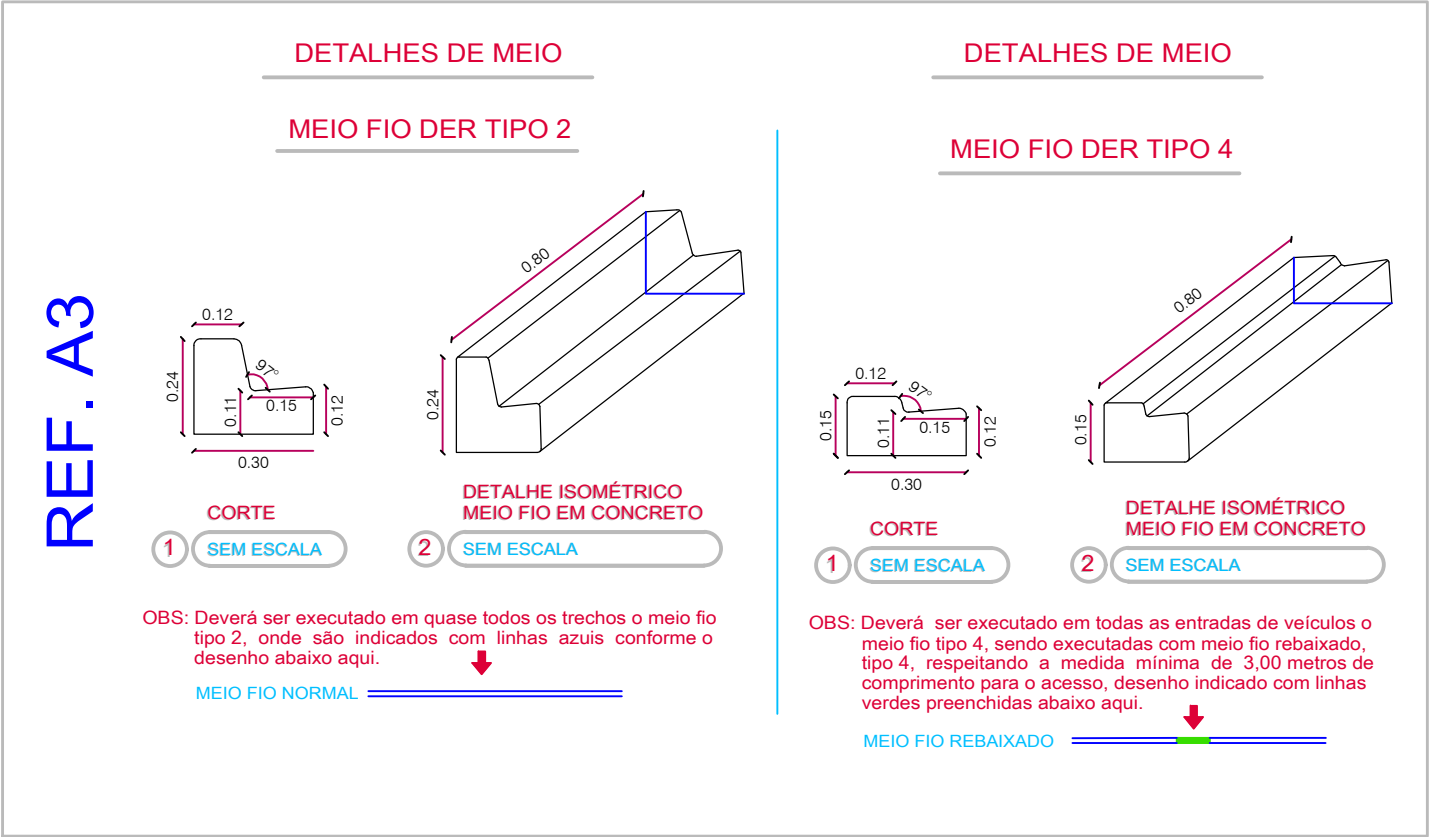 REF. A3
DETALHES DE MEIO
MEIO FIO DER TIPO 2
0.12
0.24
97°
0.11
0.15
0.12
0.30
0.80
0.24
CORTE
1 SEM ESCALA
DETALHE ISOMÉTRICO
MEIO FIO EM CONCRETO
2 SEM ESCALA
OBS: Deverá ser executado em quase todos os trechos o meio fio
tipo 2, onde são indicados com linhas azuis conforme o
desenho abaixo aqui.
MEIO FIO NORMAL
DETALHES DE MEIO
MEIO FIO DER TIPO 4
0.12
0.15
97°
0.11
0.15
0.12
0.30
0.80
0.15
CORTE
1 SEM ESCALA
DETALHE ISOMÉTRICO
MEIO FIO EM CONCRETO
2 SEM ESCALA
OBS: Deverá ser executado em todas as entradas de veículos o
meio fio tipo 4, sendo executadas com meio fio rebaixado,
tipo 4, respeitando a medida mínima de 3,00 metros de
comprimento para o acesso, desenho indicado com linhas
verdes preenchidas abaixo aqui.
MEIO FIO REBAIXADO